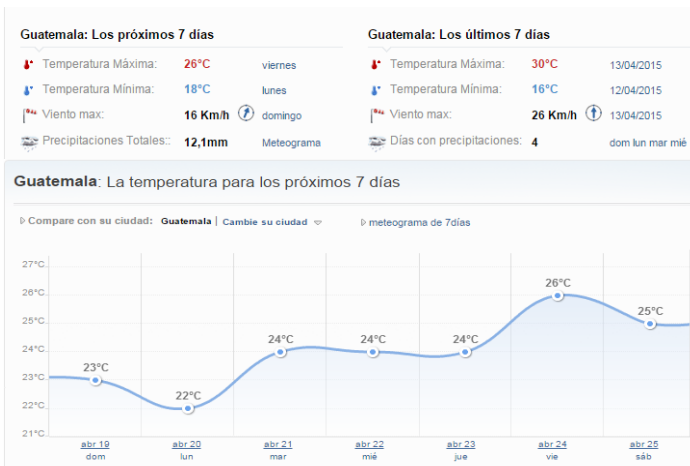 Guatemala: Los próximos 7 días
Temperatura Máxima: 26°C viernes
Temperatura Mínima: 18°C lunes
Viento max: 16 Km/h domingo
Precipitaciones Totales:: 12,1mm Meteograma
Guatemala: Los últimos 7 días
Temperatura Máxima: 30°C 13/04/2015
Temperatura Mínima: 16°C 12/04/2015
Viento max: 26 Km/h 13/04/2015
Días con precipitaciones: 4 dom lun mar mié
Guatemala: La temperatura para los próximos 7 días
Compare con su ciudad: Guatemala | Cambie su ciudad
meteograma de 7días
27°C
26°C
25°C
24°C
23°C
22°C
21°C
23°C
22°C
24°C
24°C
24°C
26°C
25°C
abr 19 abr 20 abr 21 abr 22 abr 23 abr 24 abr 25
dom lun mar mié jue vie sáb